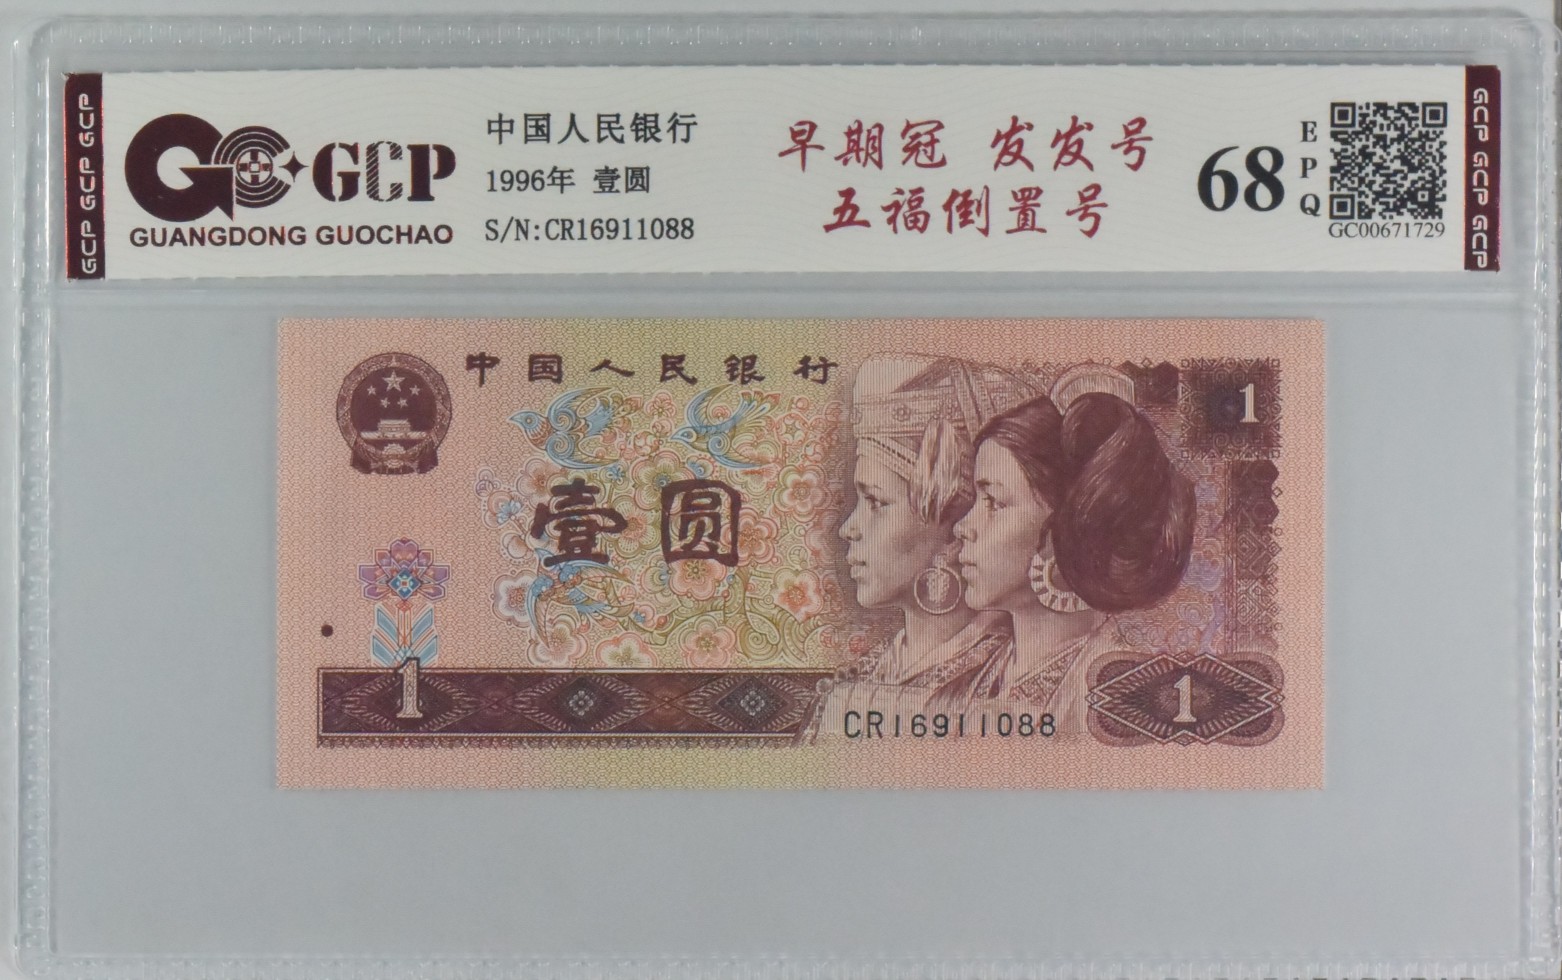 GCP GCP GCP
GCP
GUANGDONG GUOCHAO
中国人民银行
1996年 壹圆
S/N:CR16911088
早期冠 发发号
五福倒置号
68
EPQ
GC00671729
GCP GCP GCP
中国人民银行
1
壹圆
1
CR16911088
1